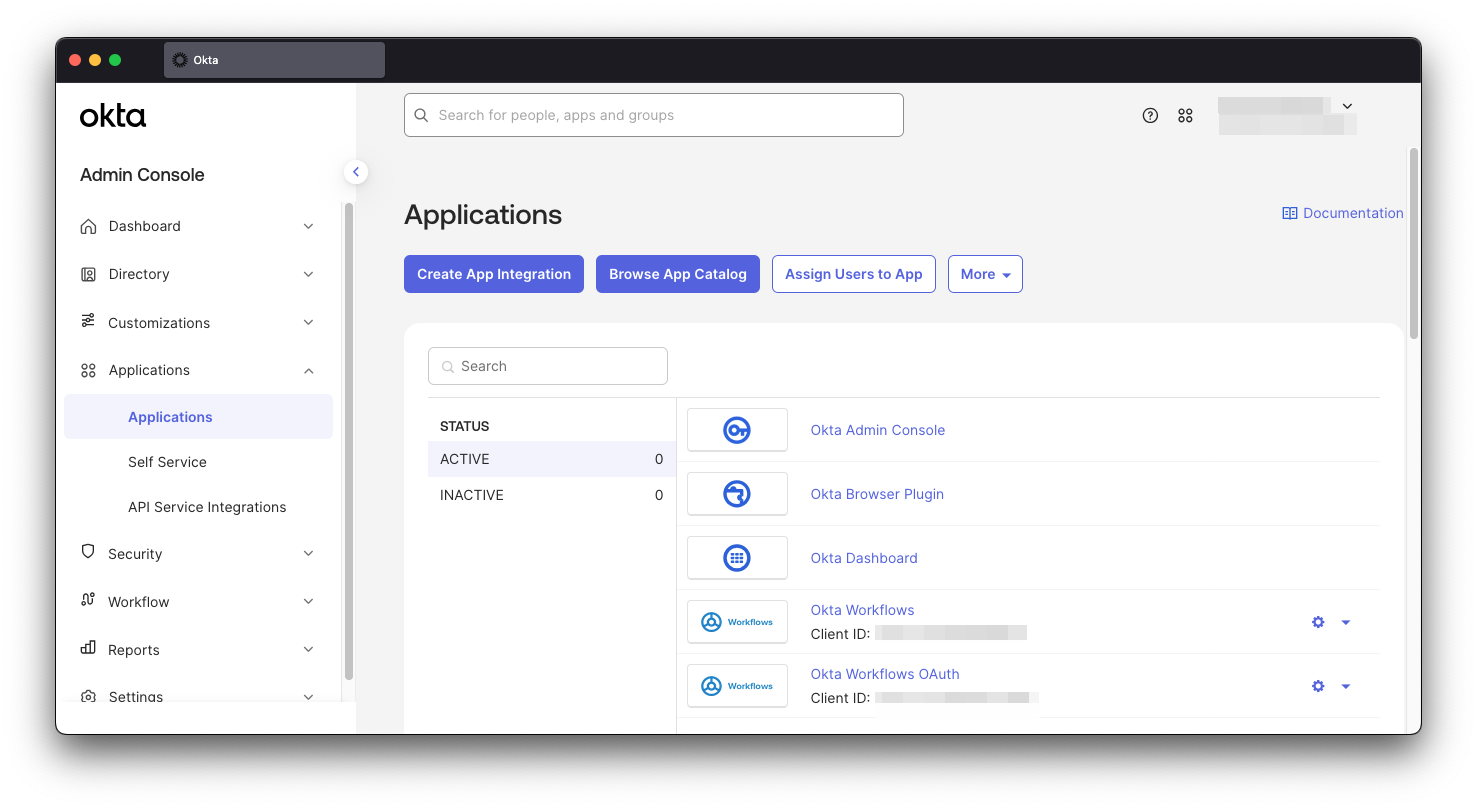 Okta
okta
Search for people, apps and groups
Admin Console
Dashboard
Directory
Customizations
Applications
Applications
Self Service
API Service Integrations
Security
Workflow
Reports
Settings
Applications
Documentation
Create App Integration
Browse App Catalog
Assign Users to App
More
Search
STATUS
ACTIVE 0
INACTIVE 0
Okta Admin Console
Okta Browser Plugin
Okta Dashboard
Workflows
Okta Workflows
Client ID:
Workflows
Okta Workflows OAuth
Client ID: